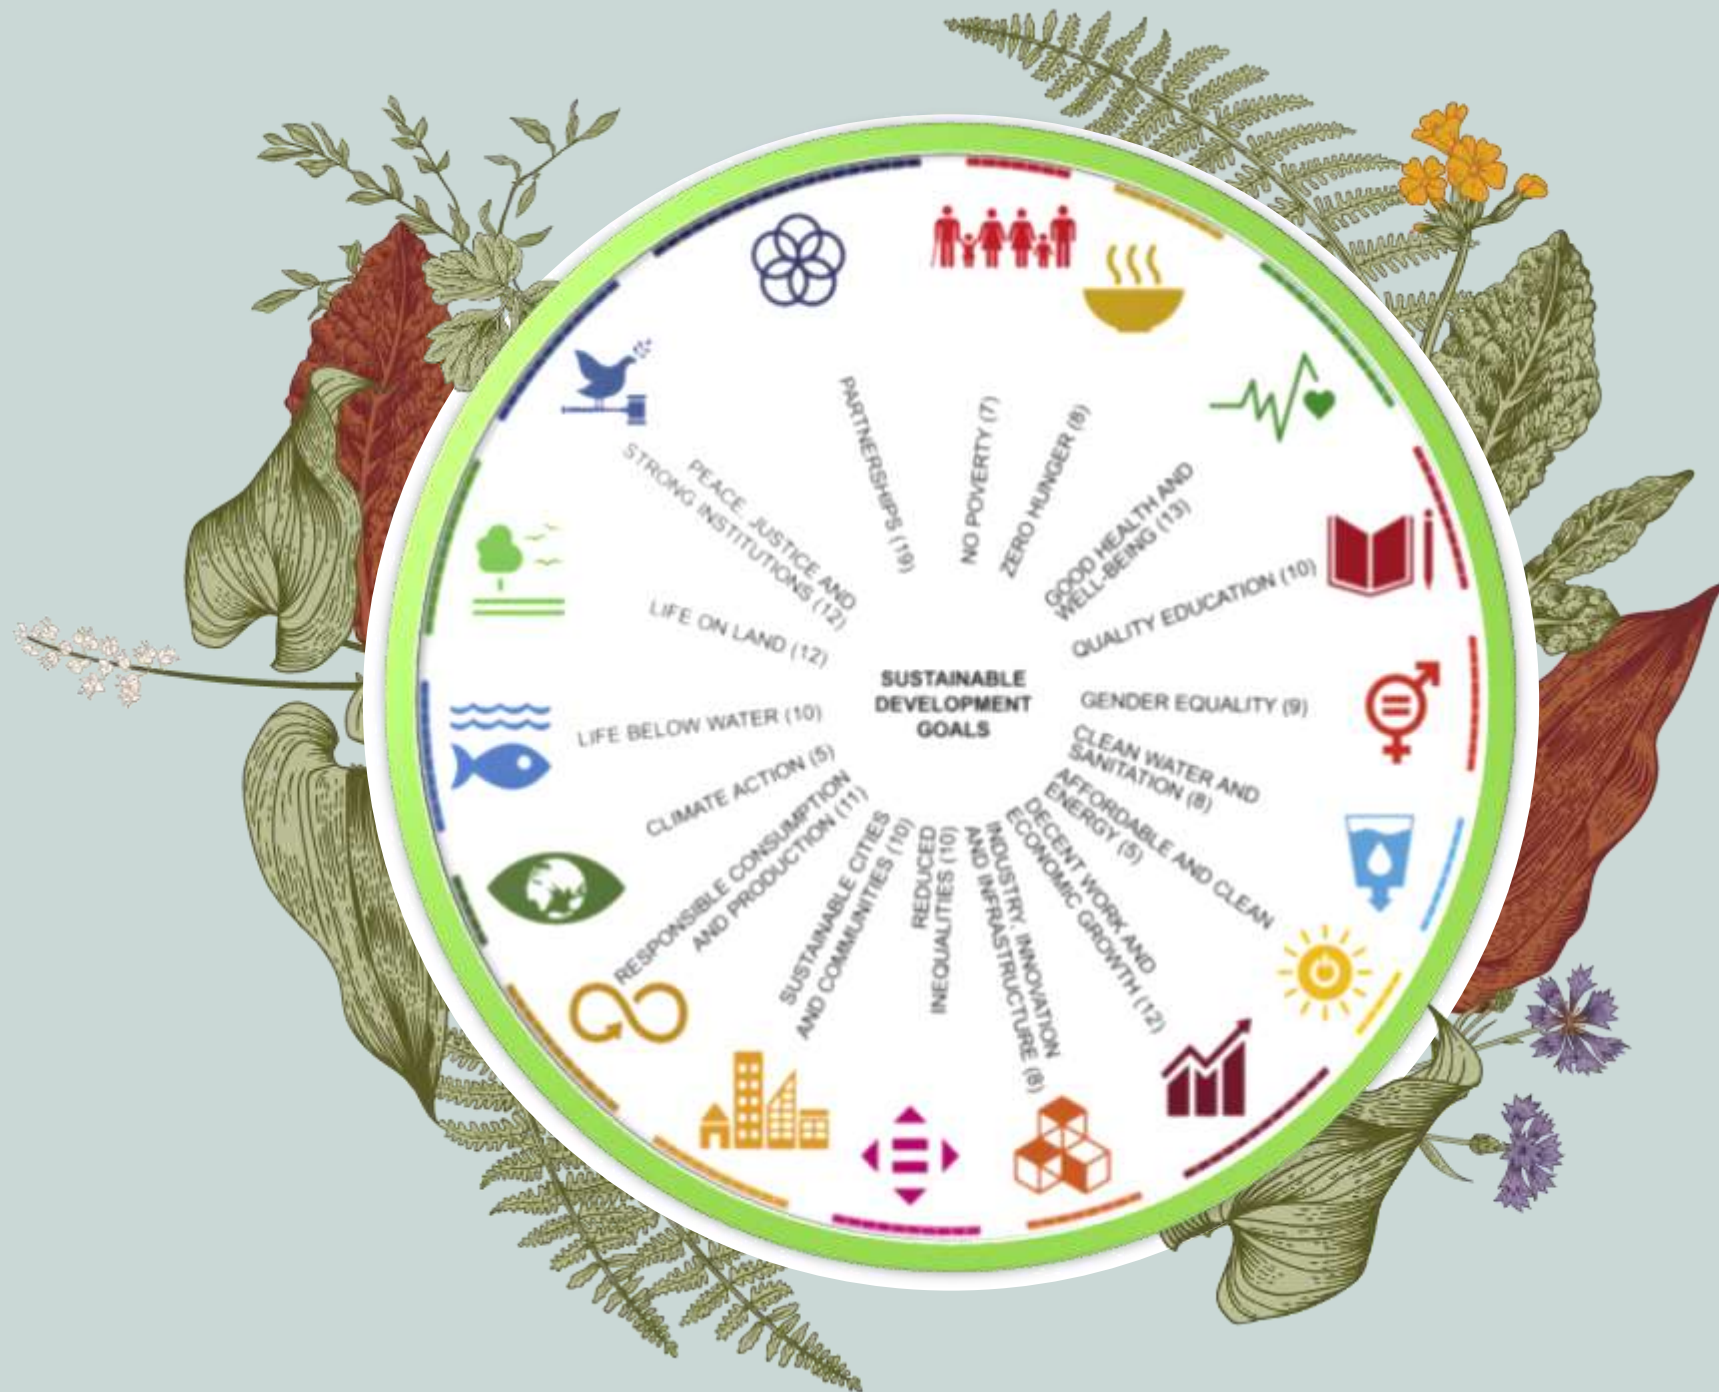 SUSTAINABLE
DEVELOPMENT
GOALS
NO POVERTY (7)
ZERO HUNGER (8)
GOOD HEALTH AND
WELL-BEING (13)
QUALITY EDUCATION (10)
GENDER EQUALITY (9)
CLEAN WATER AND
SANITATION (8)
AFFORDABLE AND CLEAN
ENERGY (5)
DECENT WORK AND
ECONOMIC GROWTH (12)
INDUSTRY, INNOVATION
AND INFRASTRUCTURE (8)
REDUCED
INEQUALITIES (10)
SUSTAINABLE CITIES
AND COMMUNITIES (10)
RESPONSIBLE CONSUMPTION
AND PRODUCTION (11)
CLIMATE ACTION (5)
LIFE BELOW WATER (10)
LIFE ON LAND (12)
PEACE, JUSTICE AND
STRONG INSTITUTIONS (12)
PARTNERSHIPS (19)